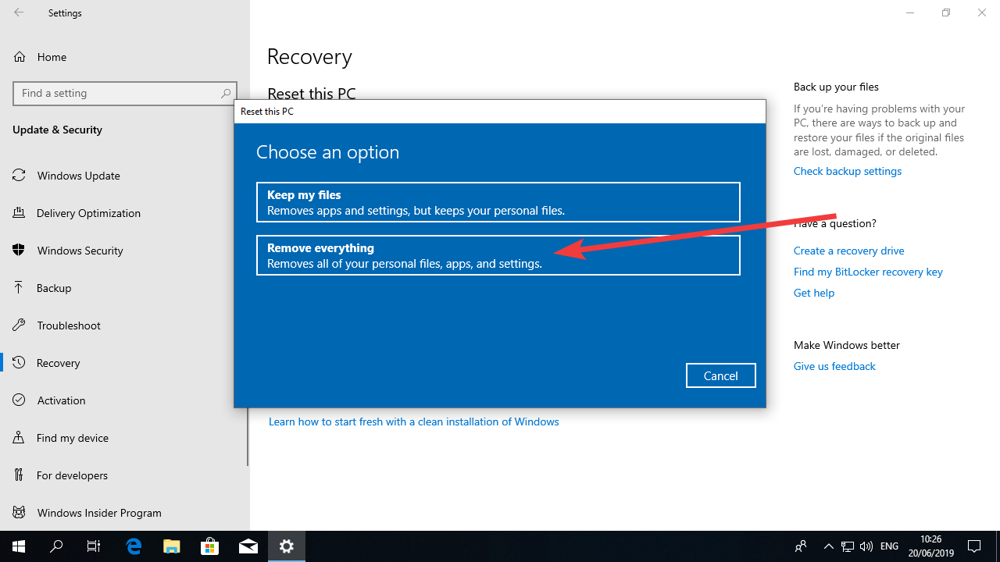 Settings
Home
Find a setting
Update & Security
Windows Update
Delivery Optimization
Windows Security
Backup
Troubleshoot
Recovery
Activation
Find my device
For developers
Windows Insider Program
Recovery
Reset this PC
Reset this PC
Choose an option
Keep my files
Removes apps and settings, but keeps your personal files.
Remove everything
Removes all of your personal files, apps, and settings.
Cancel
Learn how to start fresh with a clean installation of Windows
Back up your files
If you're having problems with your
PC, there are ways to back up and
restore your files if the original files
are lost, damaged, or deleted.
Check backup settings
Have a question?
Create a recovery drive
Find my BitLocker recovery key
Get help
Make Windows better
Give us feedback
ENG
10:26
20/06/2019